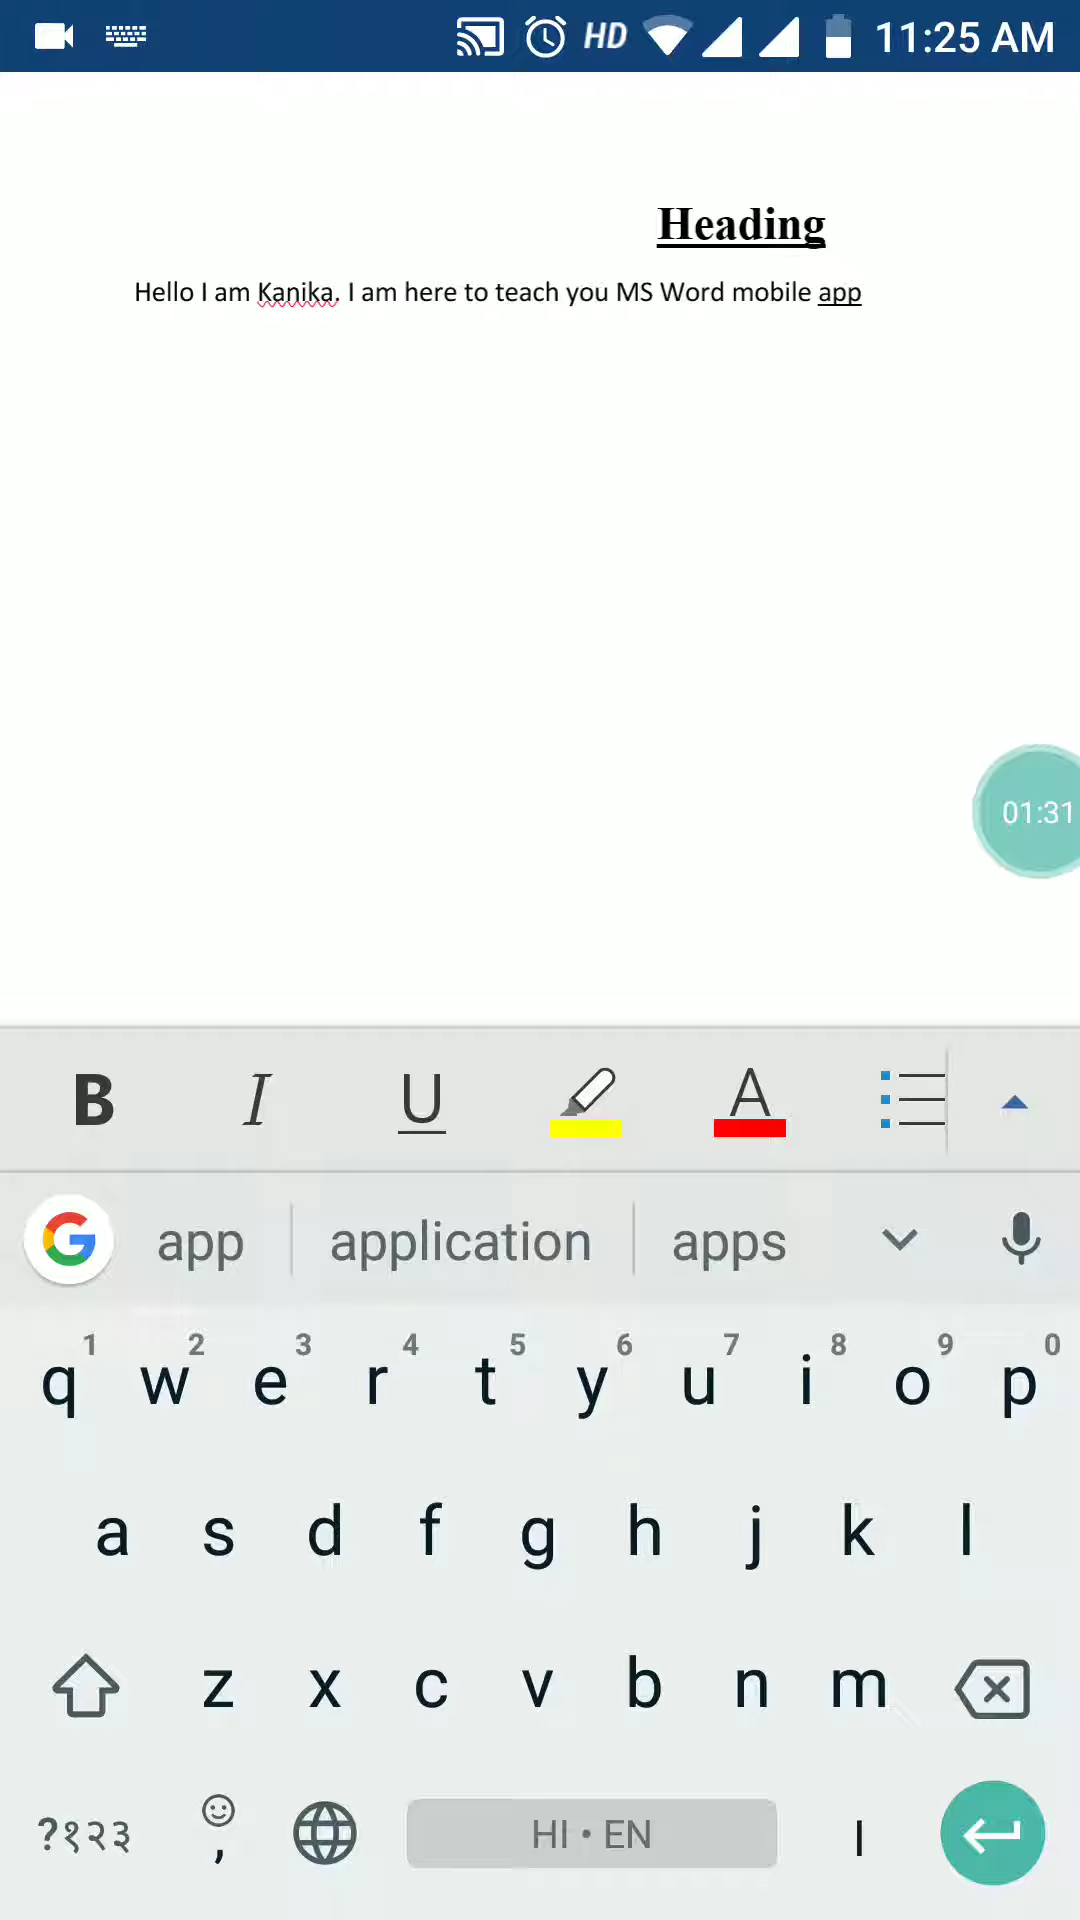 HD 11:25 AM
Heading
Hello I am Kanika. I am here to teach you MS Word mobile app
01:31
B I U A
G app application apps
1 2 3 4 5 6 7 8 9 0
q w e r t y u i o p
a s d f g h j k l
z x c v b n m
?१२३ , HI • EN ।